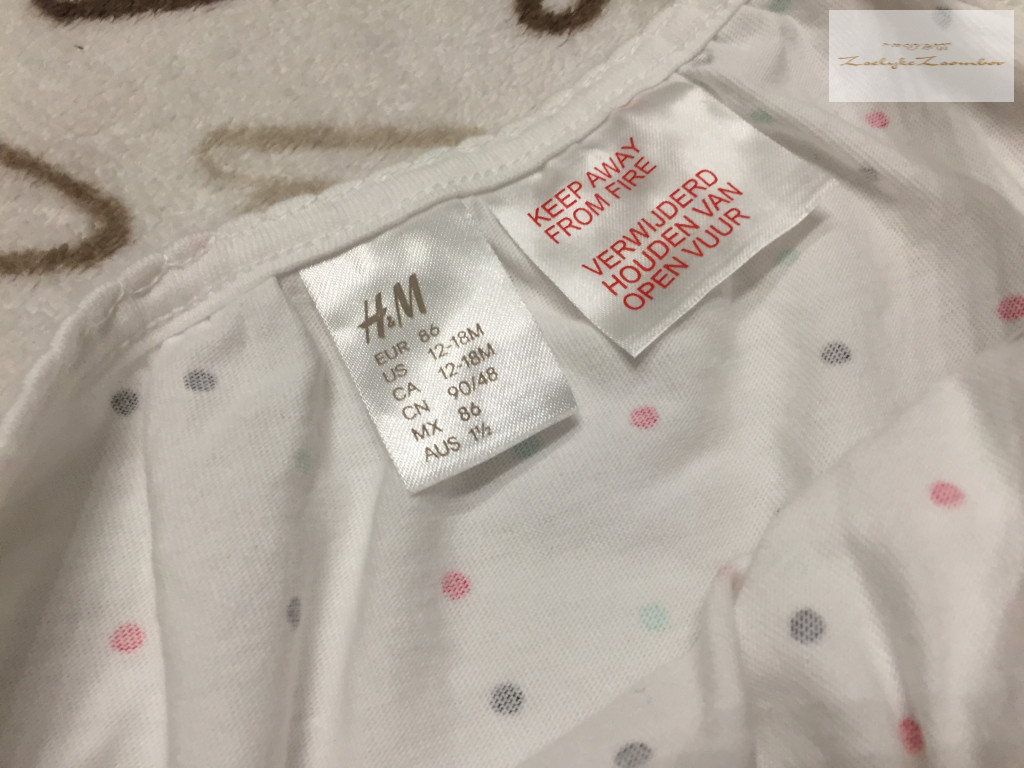 H&M
EUR 86
US 12-18M
CA 12-18M
CN 90/48
MX 86
AUS 1½
KEEP AWAY
FROM FIRE
VERWIJDERD
HOUDEN VAN
OPEN VUUR